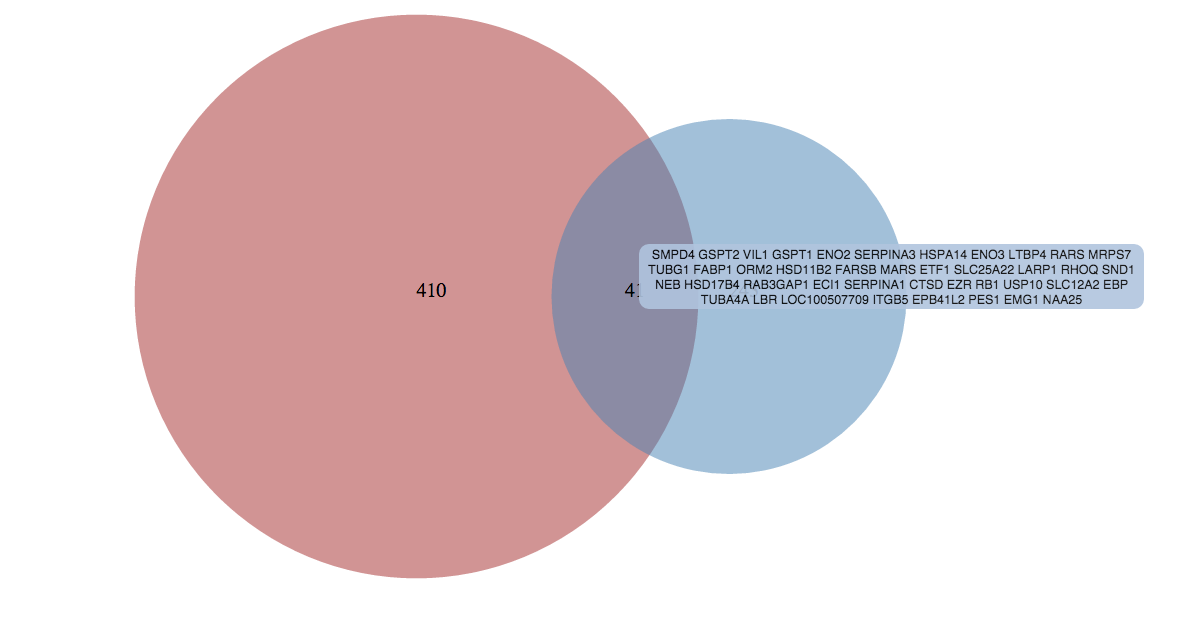 SMPD4 GSPT2 VIL1 GSPT1 ENO2 SERPINA3 HSPA14 ENO3 LTBP4 RARS MRPS7
TUBG1 FABP1 ORM2 HSD11B2 FARSB MARS ETF1 SLC25A22 LARP1 RHOQ SND1
NEB HSD17B4 RAB3GAP1 ECI1 SERPINA1 CTSD EZR RB1 USP10 SLC12A2 EBP
TUBA4A LBR LOC100507709 ITGB5 EPB41L2 PES1 EMG1 NAA25
410